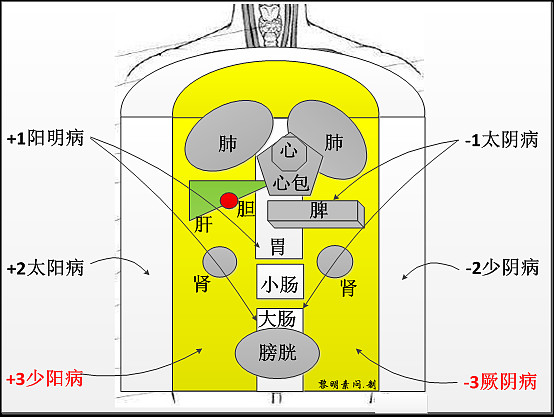 肺
肺
+1阳明病
心
-1太阴病
心包
胆
脾
肝
胃
+2太阳病
肾
小肠
肾
-2少阴病
大肠
膀胱
+3少阳病
黎明素问.制
-3厥阴病